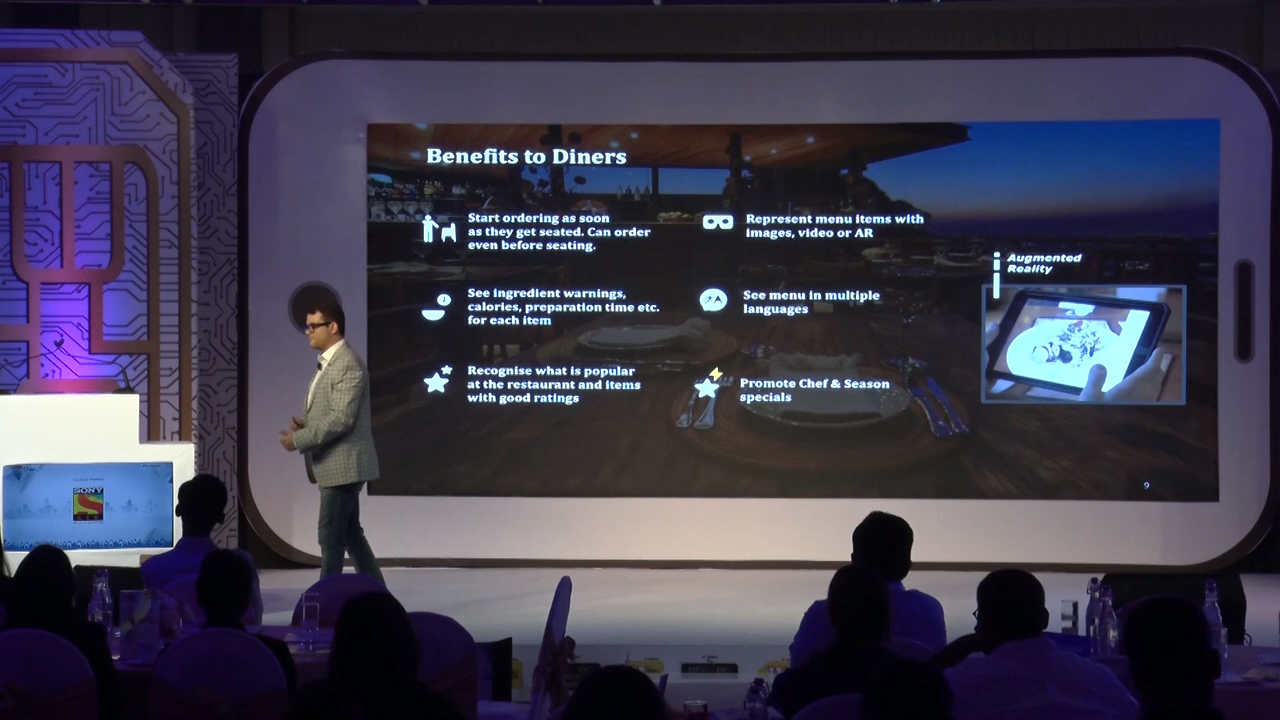 Benefits to Diners
Start ordering as soon
as they get seated. Can order
even before seating.
Represent menu items with
images, video or AR
Augmented
Reality
See ingredient warnings,
calories, preparation time etc.
for each item
See menu in multiple
languages
Recognise what is popular
at the restaurant and items
with good ratings
Promote Chef & Season
specials
9
SONY